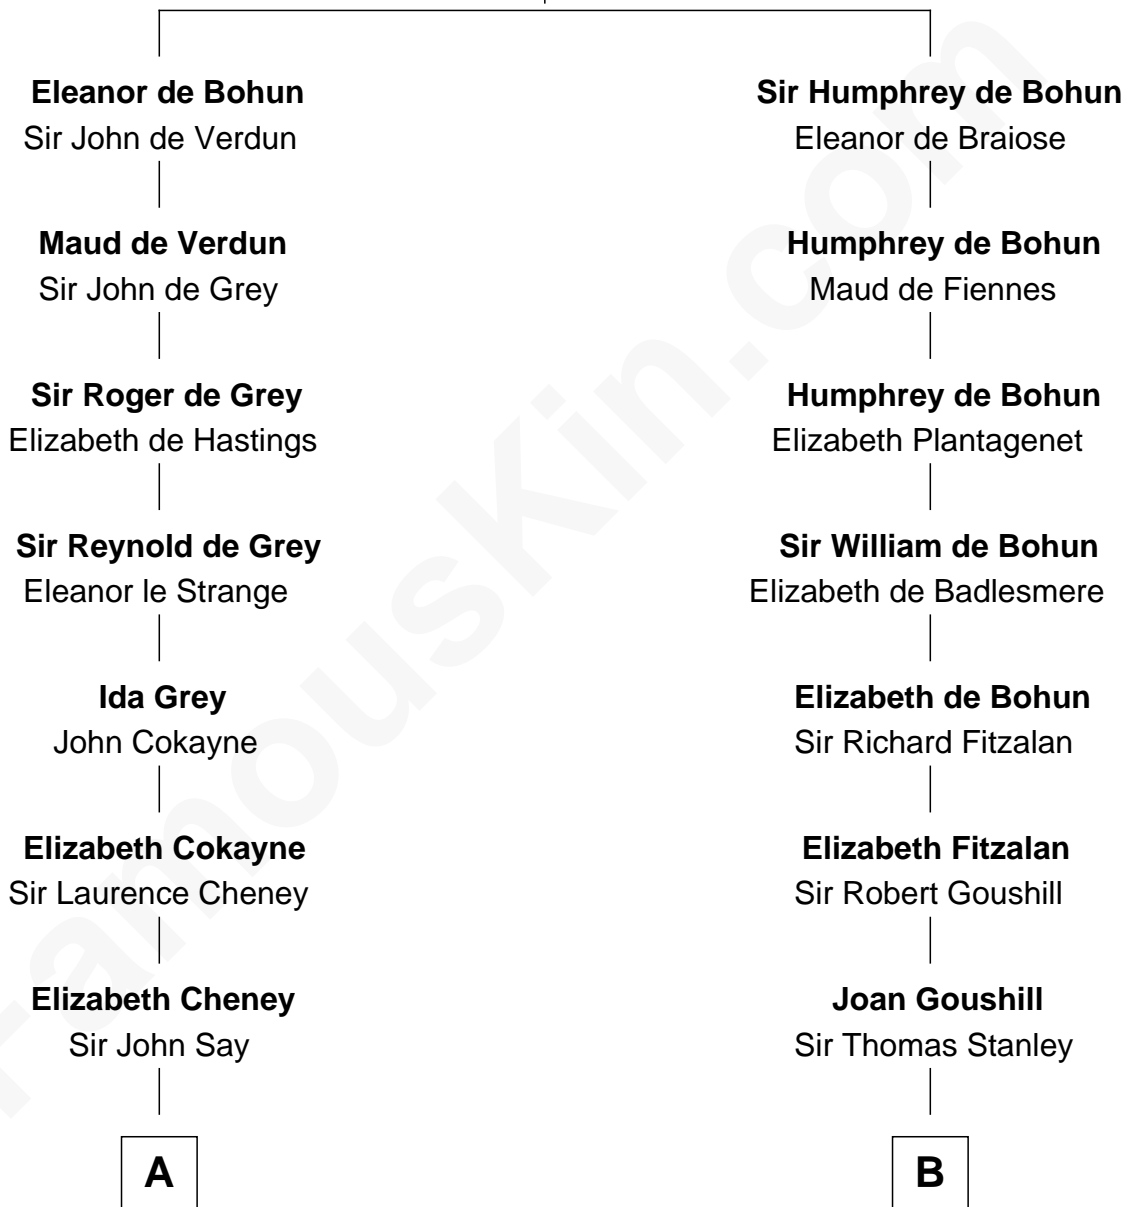 Eleanor de Bohun
Sir John de Verdun
Maud de Verdun
Sir John de Grey
Sir Roger de Grey
Elizabeth de Hastings
Sir Reynold de Grey
Eleanor le Strange
Ida Grey
John Cokayne
Elizabeth Cokayne
Sir Laurence Cheney
Elizabeth Cheney
Sir John Say
A
Sir Humphrey de Bohun
Eleanor de Braiose
Humphrey de Bohun
Maud de Fiennes
Humphrey de Bohun
Elizabeth Plantagenet
Sir William de Bohun
Elizabeth de Badlesmere
Elizabeth de Bohun
Sir Richard Fitzalan
Elizabeth Fitzalan
Sir Robert Goushill
Joan Goushill
Sir Thomas Stanley
B
FamousKin.com